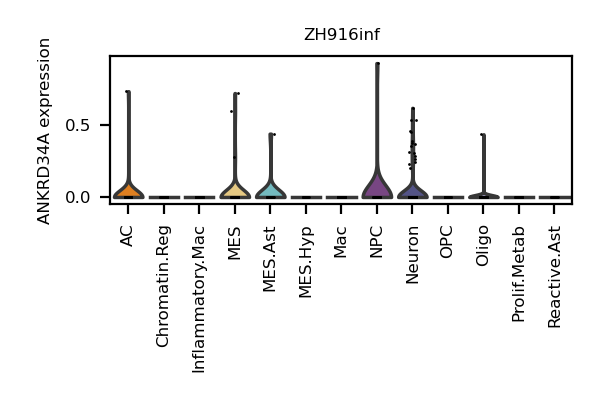 ZH916inf
ANKRD34A expression
0.5
0.0
AC
Chromatin.Reg
Inflammatory.Mac
MES
MES.Ast
MES.Hyp
Mac
NPC
Neuron
OPC
Oligo
Prolif.Metab
Reactive.Ast